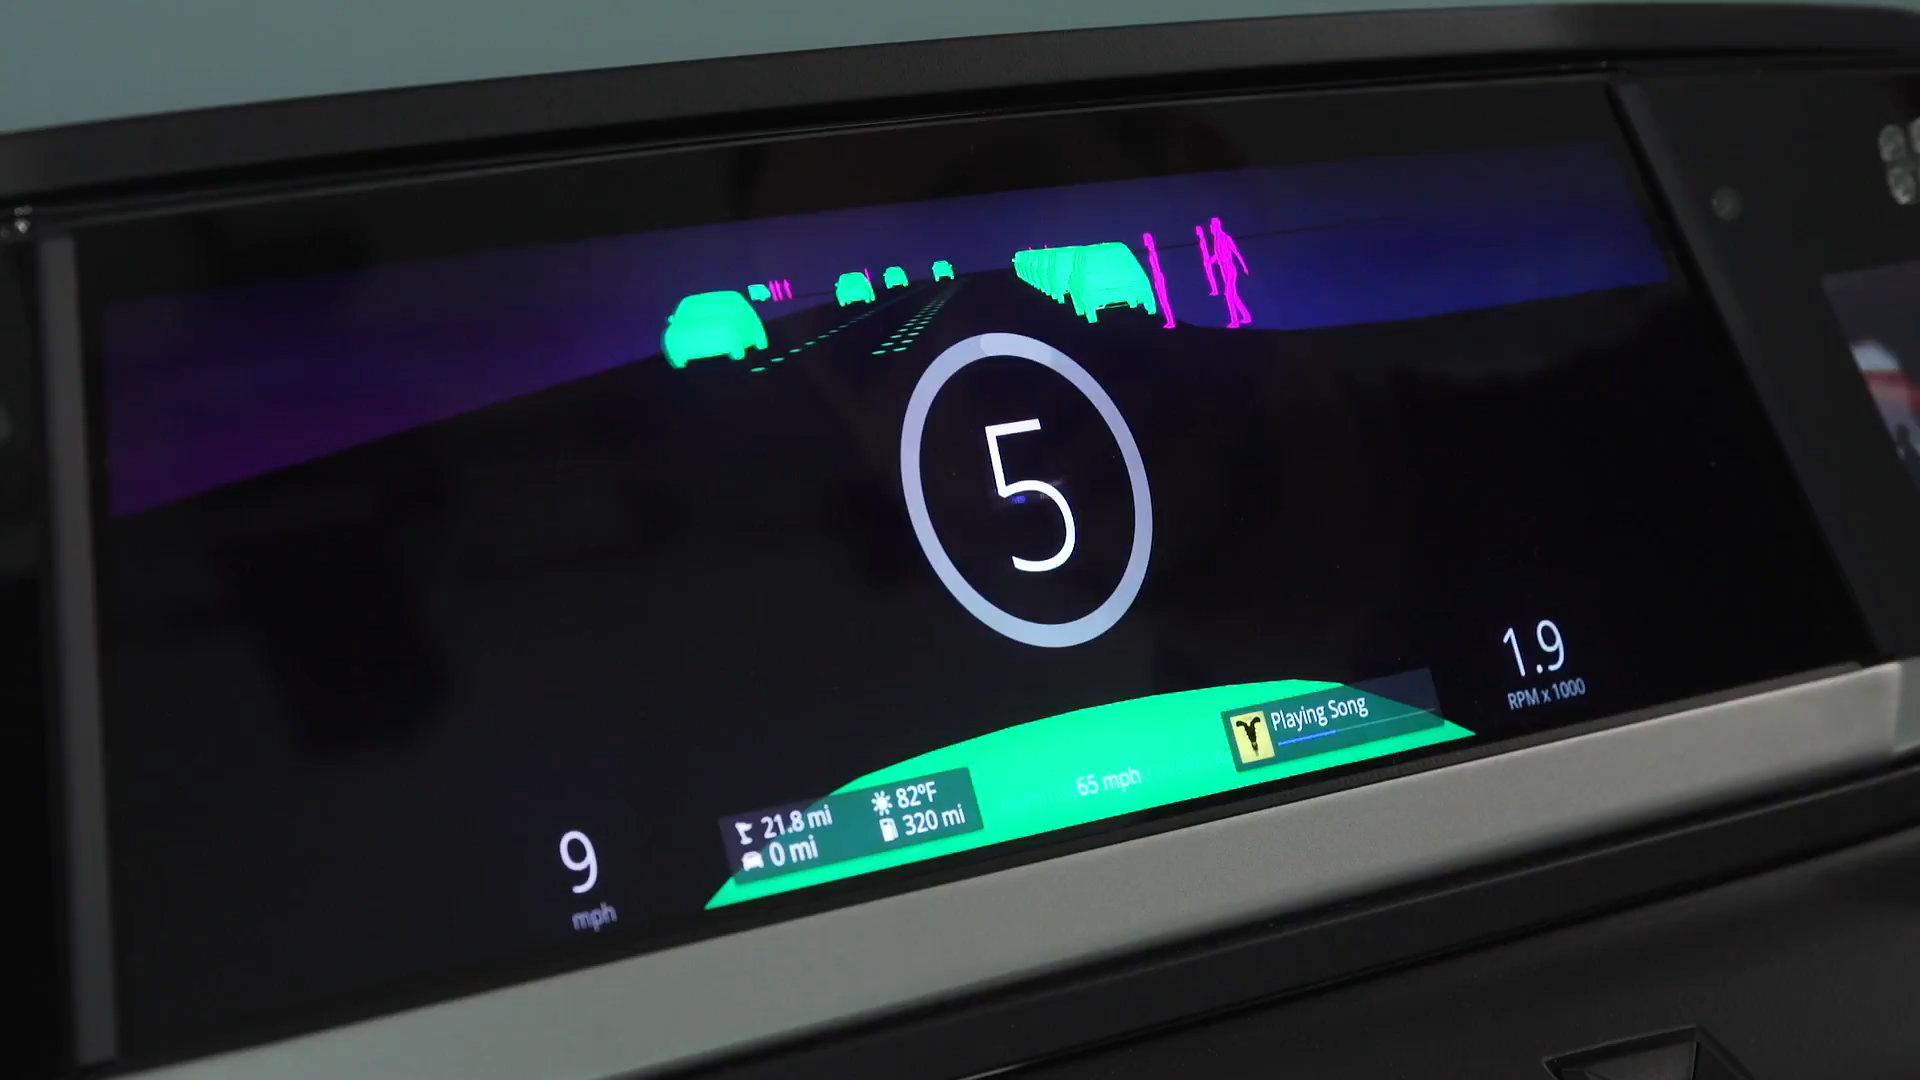 5
1.9
RPM x 1000
Playing Song
65 mph
21.8 mi
82°F
0 mi
320 mi
9
mph